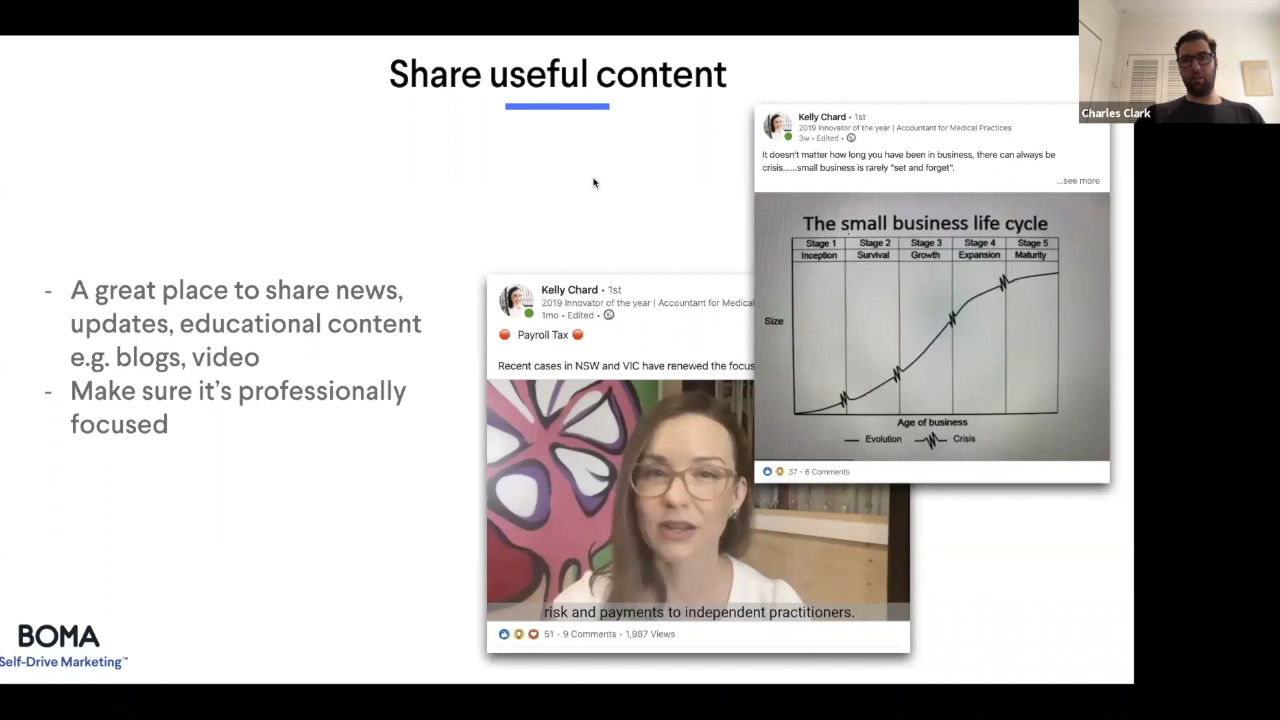 Share useful content
Charles Clark
- A great place to share news,
updates, educational content
e.g. blogs, video
- Make sure it's professionally
focused
Kelly Chard • 1st
2019 Innovator of the year | Accountant for Medical Practices
3w • Edited •
It doesn't matter how long you have been in business, there can always be
crisis......small business is rarely "set and forget".
...see more
The small business life cycle
Stage 1 Stage 2 Stage 3 Stage 4 Stage 5
Inception Survival Growth Expansion Maturity
Size
Age of business
Evolution Crisis
37 • 6 Comments
Kelly Chard • 1st
2019 Innovator of the year | Accountant for Medical
1mo • Edited •
Payroll Tax
Recent cases in NSW and VIC have renewed the focus
risk and payments to independent practitioners.
51 • 9 Comments • 1,987 Views
BOMA
Self-Drive Marketing™